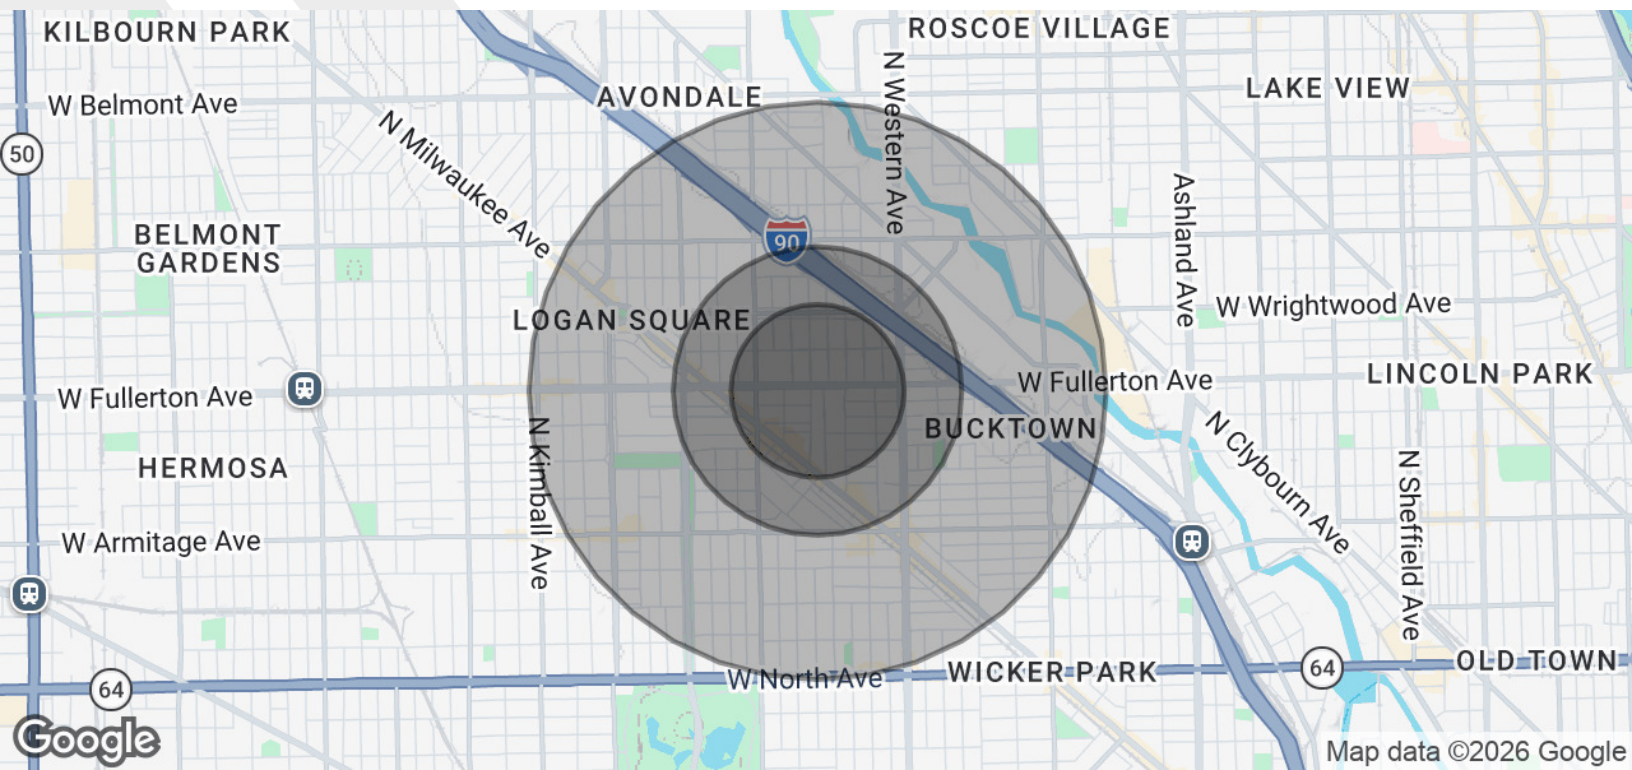 KILBOURN PARK
ROSCOE VILLAGE
W Belmont Ave
AVONDALE
N Western Ave
LAKE VIEW
50
N Milwaukee Ave
Ashland Ave
BELMONT
GARDENS
90
W Wrightwood Ave
LOGAN SQUARE
W Fullerton Ave
W Fullerton Ave
LINCOLN PARK
N Kimball Ave
BUCKTOWN
N Clybourn Ave
HERMOSA
N Sheffield Ave
W Armitage Ave
64
W North Ave
WICKER PARK
64
OLD TOWN
Google
Map data ©2026 Google